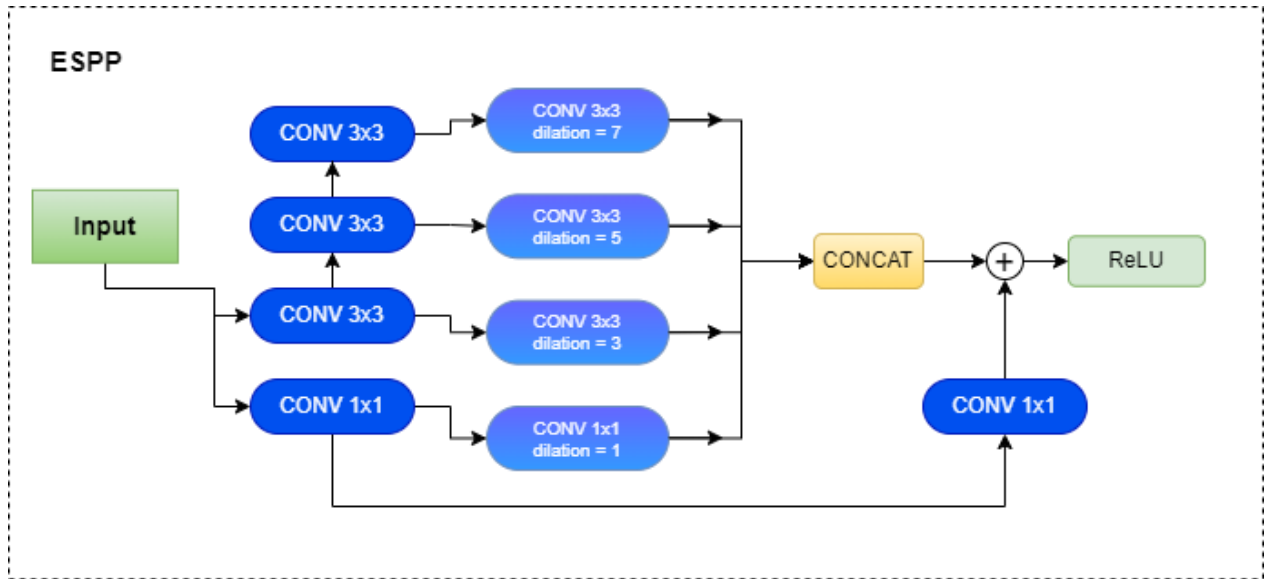 ESPP
Input
CONV 3x3
CONV 3x3
dilation = 7
CONV 3x3
CONV 3x3
dilation = 5
CONV 3x3
CONV 3x3
dilation = 3
CONV 1x1
CONV 1x1
dilation = 1
CONCAT
+
ReLU
CONV 1x1